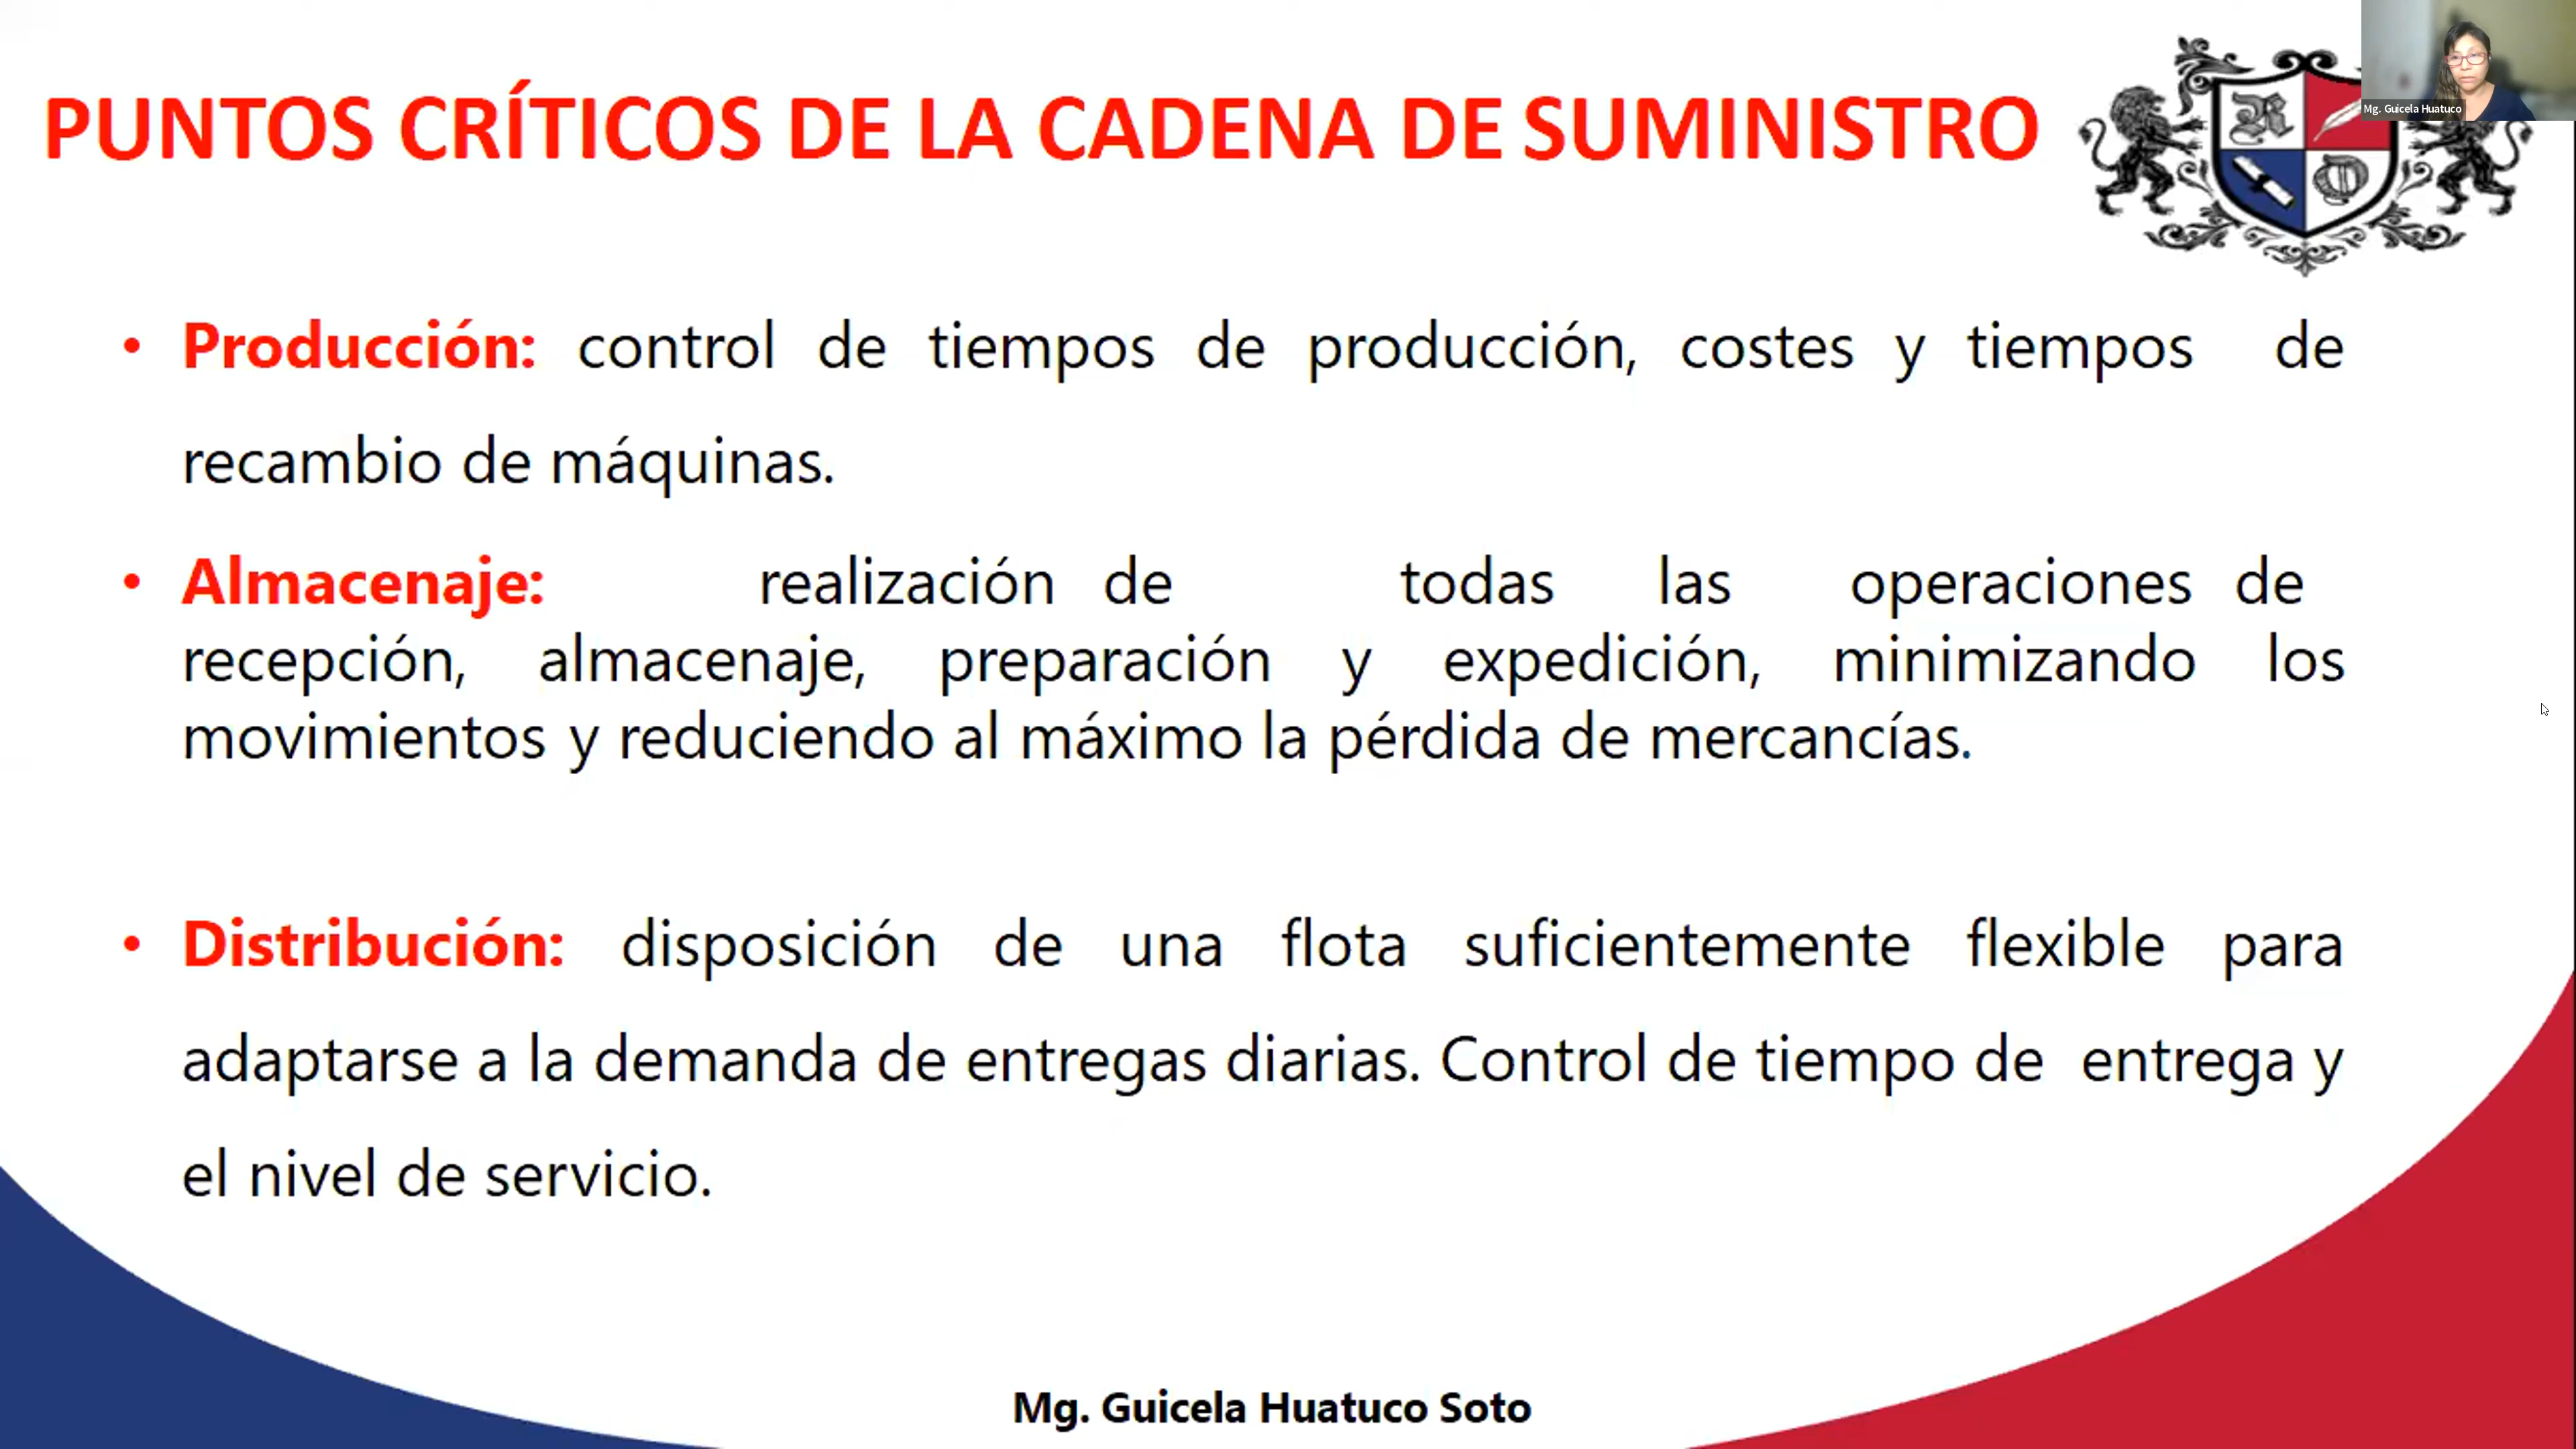 PUNTOS CRÍTICOS DE LA CADENA DE SUMINISTRO
Mg. Guicela Huatuco
• Producción: control de tiempos de producción, costes y tiempos de
recambio de máquinas.
• Almacenaje: realización de todas las operaciones de
recepción, almacenaje, preparación y expedición, minimizando los
movimientos y reduciendo al máximo la pérdida de mercancías.
• Distribución: disposición de una flota suficientemente flexible para
adaptarse a la demanda de entregas diarias. Control de tiempo de entrega y
el nivel de servicio.
Mg. Guicela Huatuco Soto